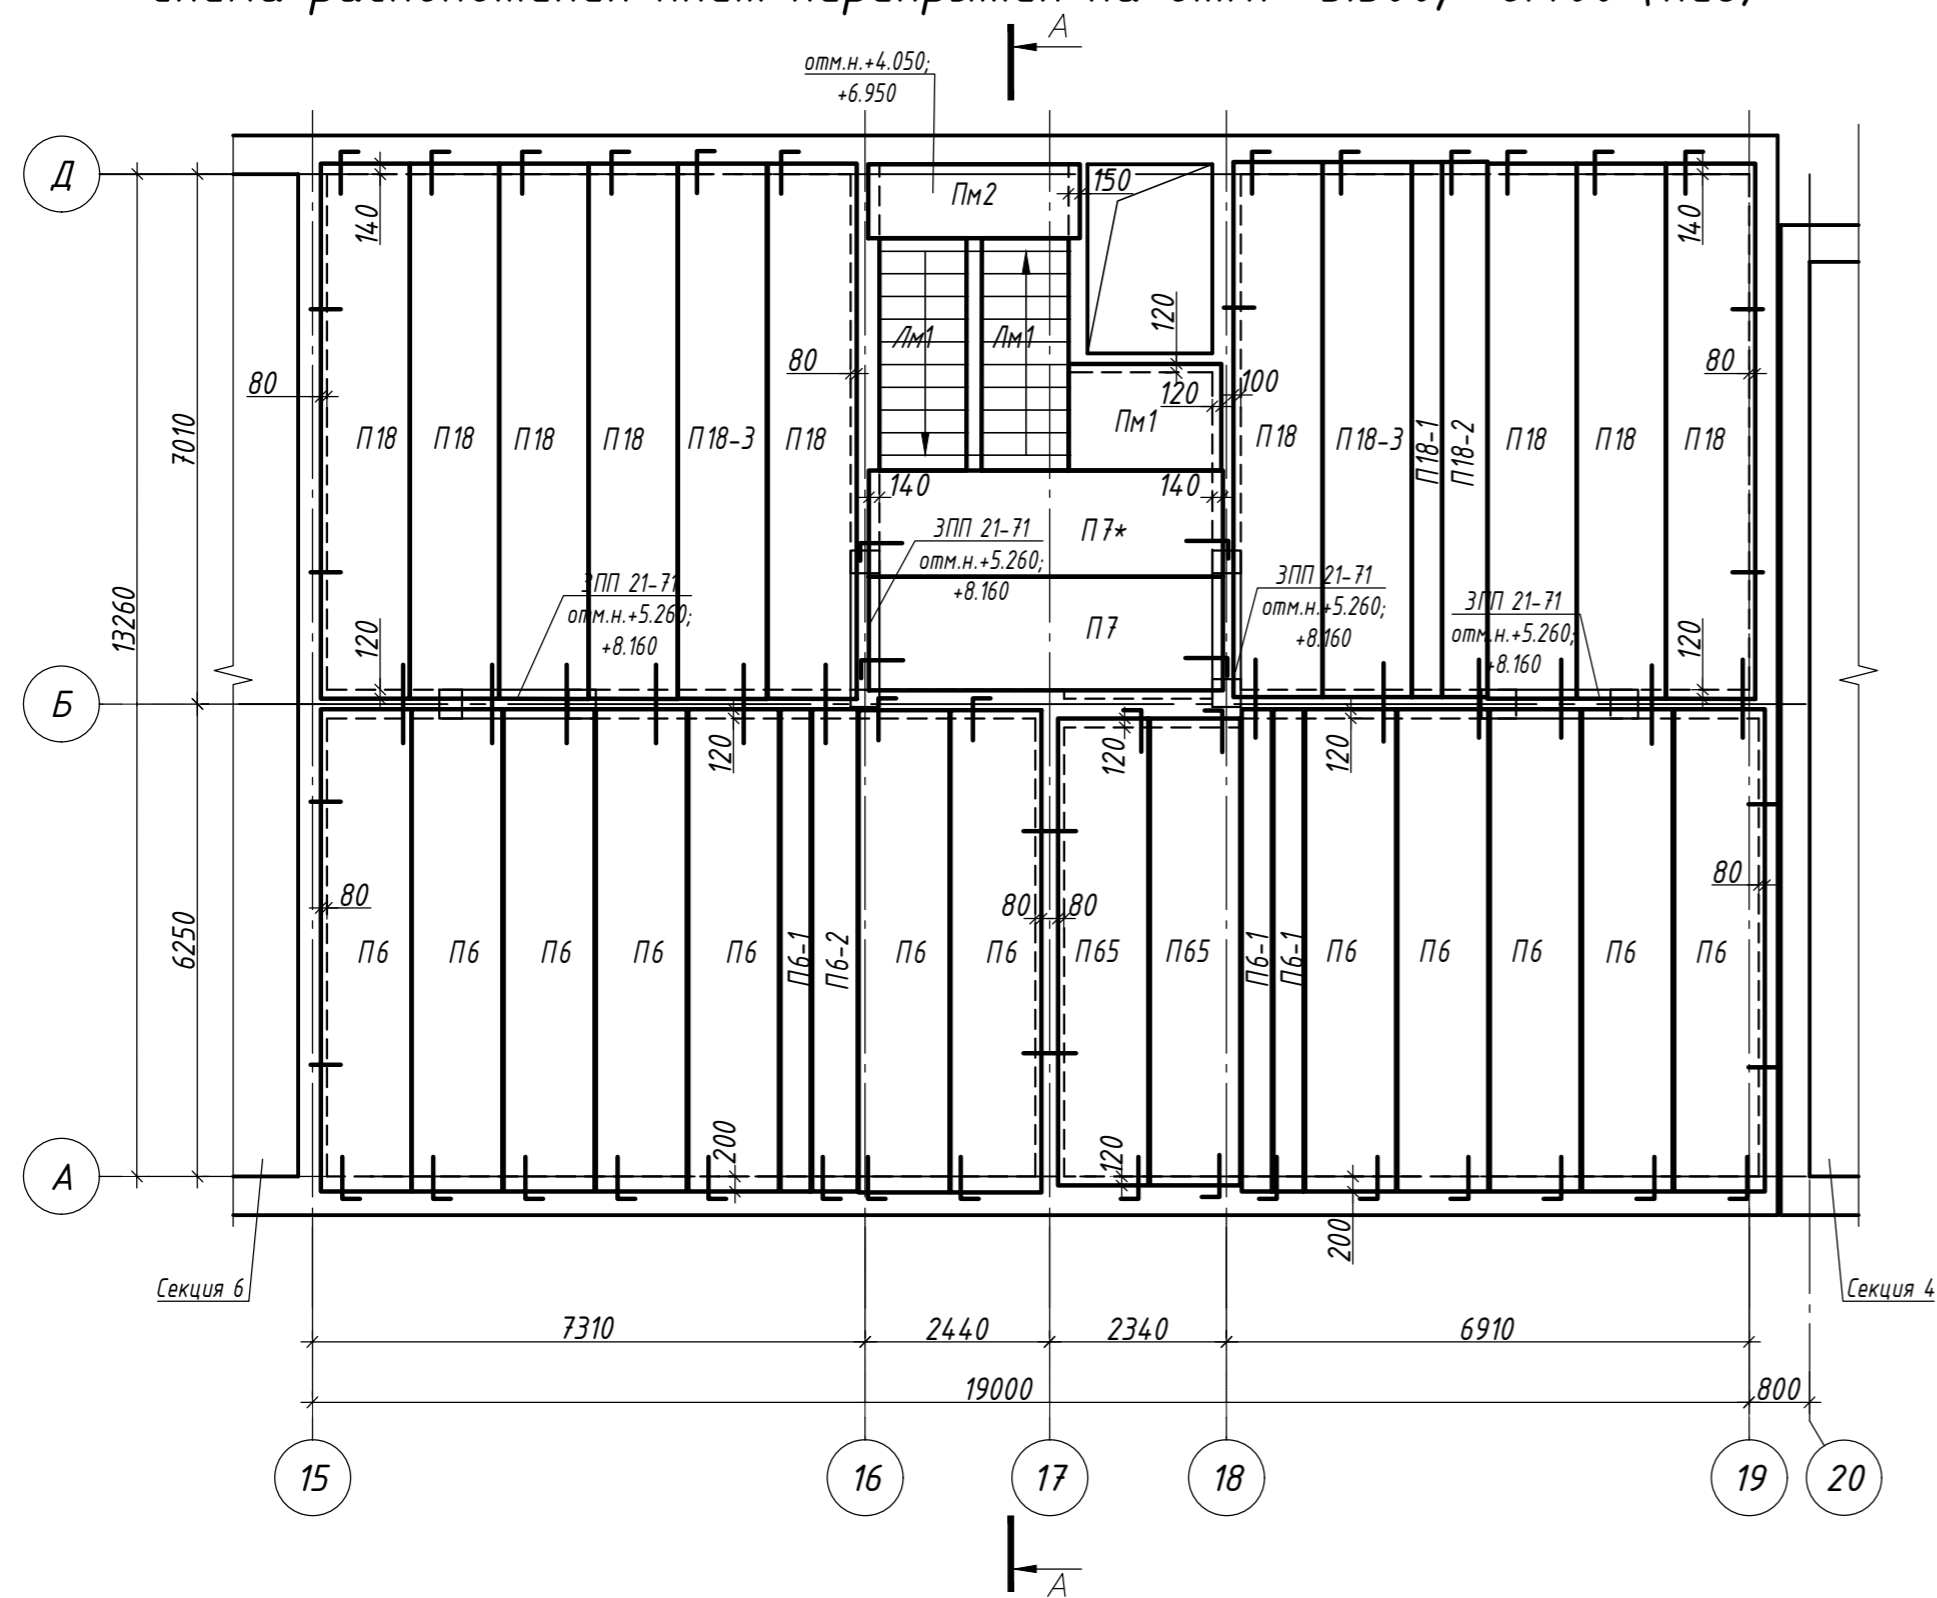 А
отм.н.+4.050;
+6.950
Д
Пм2
150
140
140
120
Лм1
Лм1
80
80
80
100
120
7010
П18
П18
П18
П18
П18-3
П18
Пм1
П18
П18-3
П18-1
П18-2
П18
П18
П18
140
140
ЗПП 21-71
отм.н.+5.260;
+8.160
П7*
13260
ЗПП 21-71
отм.н.+5.260;
+8.160
П7
ЗПП 21-71
отм.н.+5.260;
+8.160
ЗПП 21-71
отм.н.+5.260;
+8.160
120
120
Б
120
120
120
80
80
80
80
6250
П6
П6
П6
П6
П6
П6-1
П6-2
П6
П6
П65
П65
П6-1
П6-1
П6
П6
П6
П6
П6
200
120
А
200
Секция 6
Секция 4
7310
2440
2340
6910
19000
800
15
16
17
18
19
20
А